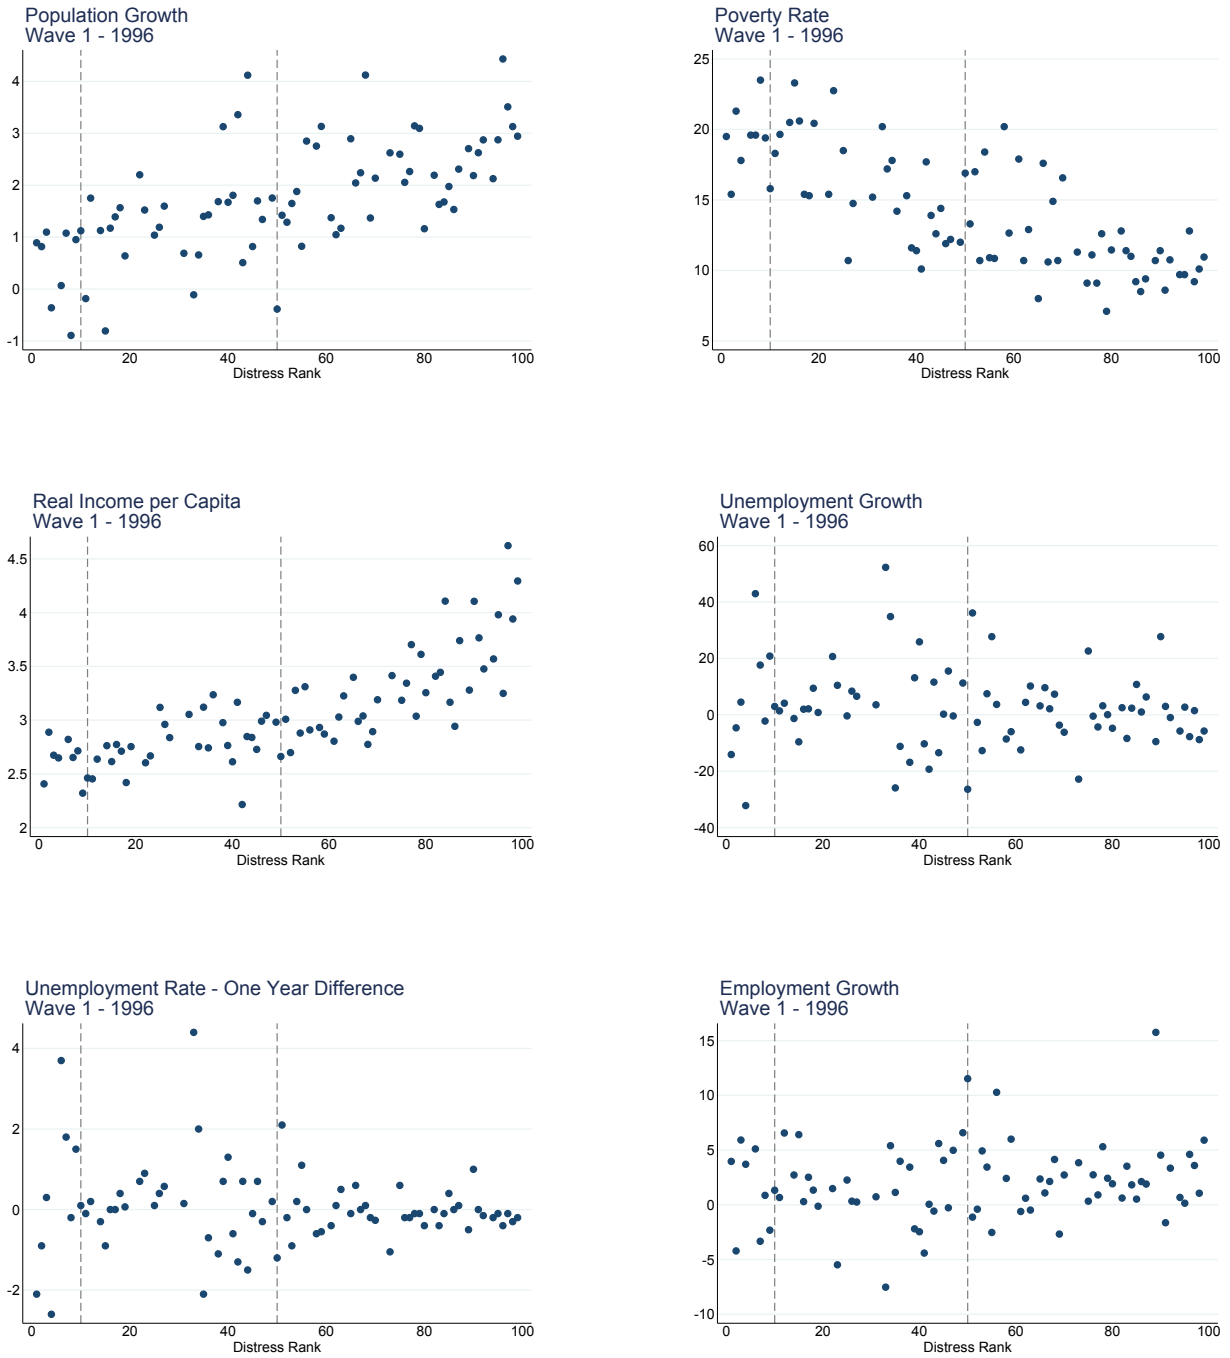 Population Growth
Wave 1 - 1996
4
3
2
1
0
-1
0 20 40 60 80 100
Distress Rank
Poverty Rate
Wave 1 - 1996
25
20
15
10
5
0 20 40 60 80 100
Distress Rank
Real Income per Capita
Wave 1 - 1996
4.5
4
3.5
3
2.5
2
0 20 40 60 80 100
Distress Rank
Unemployment Growth
Wave 1 - 1996
60
40
20
0
-20
-40
0 20 40 60 80 100
Distress Rank
Unemployment Rate - One Year Difference
Wave 1 - 1996
4
2
0
-2
0 20 40 60 80 100
Distress Rank
Employment Growth
Wave 1 - 1996
15
10
5
0
-5
-10
0 20 40 60 80 100
Distress Rank